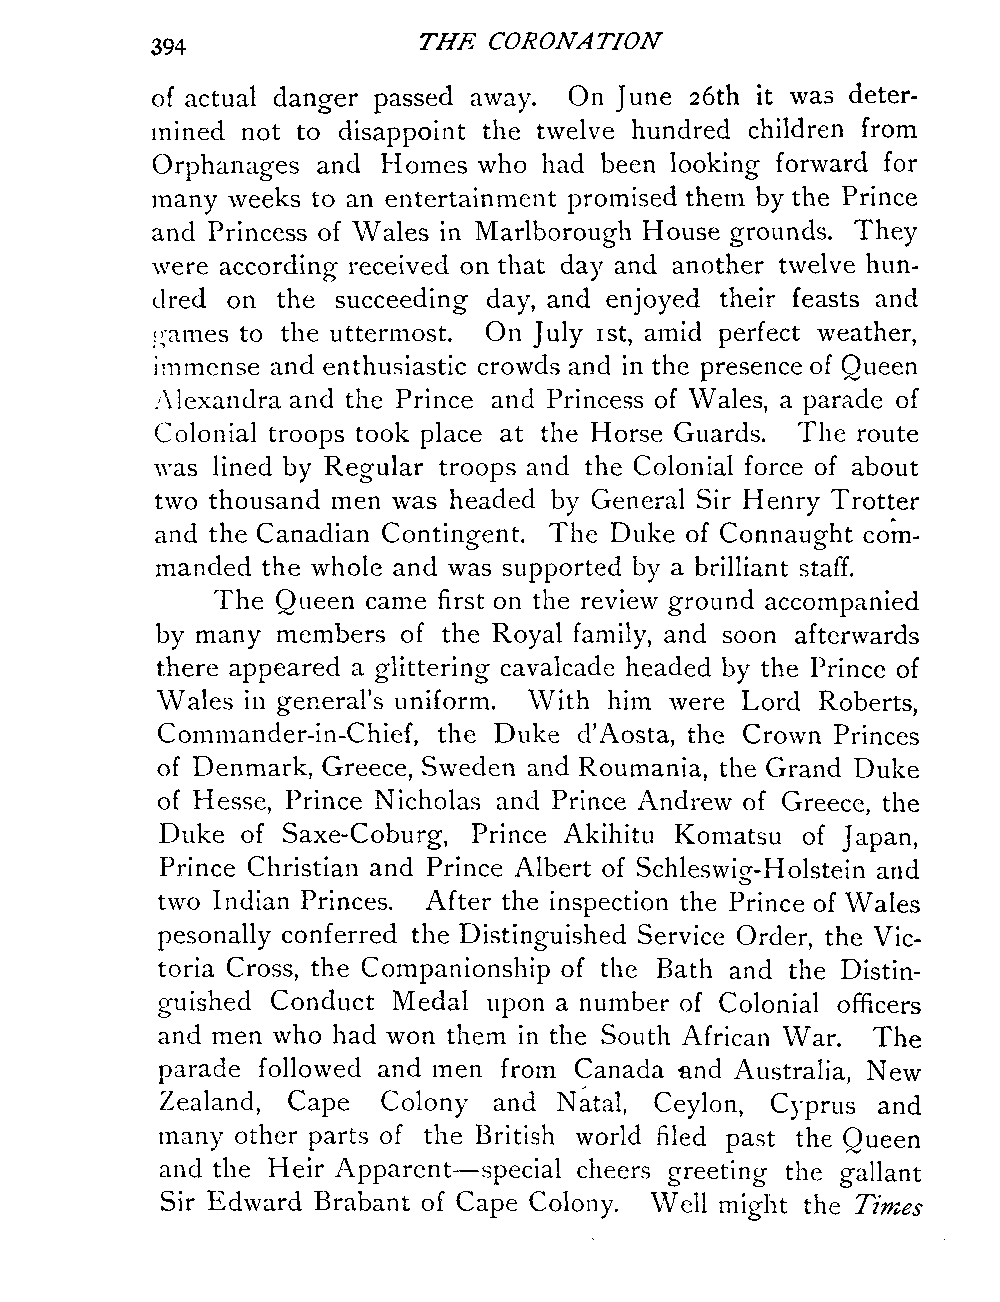 394 THE CORONATION
of actual danger passed away. On June 26th it was deter-
mined not to disappoint the twelve hundred children from
Orphanages and Homes who had been looking forward for
many weeks to an entertainment promised them by the Prince
and Princess of Wales in Marlborough House grounds. They
were according received on that day and another twelve hun-
dred on the succeeding day, and enjoyed their feasts and
games to the uttermost. On July 1st, amid perfect weather,
immense and enthusiastic crowds and in the presence of Queen
Alexandra and the Prince and Princess of Wales, a parade of
Colonial troops took place at the Horse Guards. The route
was lined by Regular troops and the Colonial force of about
two thousand men was headed by General Sir Henry Trotter
and the Canadian Contingent. The Duke of Connaught com-
manded the whole and was supported by a brilliant staff.
The Queen came first on the review ground accompanied
by many members of the Royal family, and soon afterwards
there appeared a glittering cavalcade headed by the Prince of
Wales in general's uniform. With him were Lord Roberts,
Commander-in-Chief, the Duke d'Aosta, the Crown Princes
of Denmark, Greece, Sweden and Roumania, the Grand Duke
of Hesse, Prince Nicholas and Prince Andrew of Greece, the
Duke of Saxe-Coburg, Prince Akihitu Komatsu of Japan,
Prince Christian and Prince Albert of Schleswig-Holstein and
two Indian Princes. After the inspection the Prince of Wales
pesonally conferred the Distinguished Service Order, the Vic-
toria Cross, the Companionship of the Bath and the Distin-
guished Conduct Medal upon a number of Colonial officers
and men who had won them in the South African War. The
parade followed and men from Canada and Australia, New
Zealand, Cape Colony and Natal, Ceylon, Cyprus and
many other parts of the British world filed past the Queen
and the Heir Apparent—special cheers greeting the gallant
Sir Edward Brabant of Cape Colony. Well might the Times